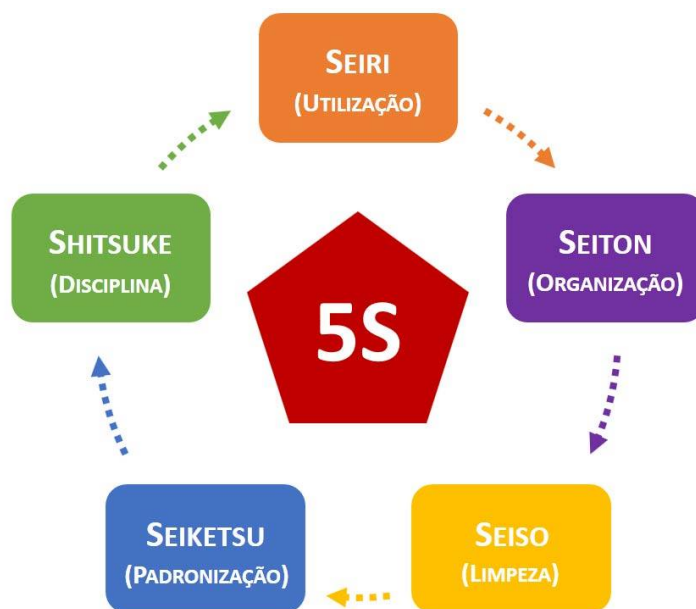 SEIRI
(UTILIZAÇÃO)
SHITSUKE
(DISCIPLINA)
SEITON
(ORGANIZAÇÃO)
5S
SEIKETSU
(PADRONIZAÇÃO)
SEISO
(LIMPEZA)